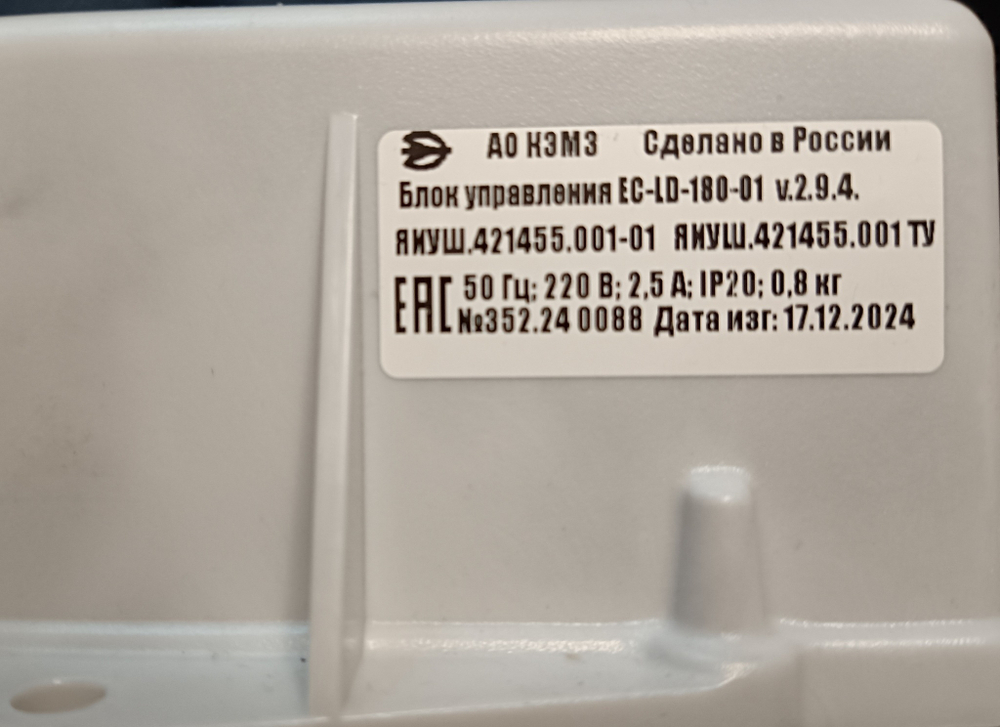 АО КЭМЗ Сделано в России
Блок управления EC-LD-180-01 v.2.9.4.
ЯИУШ.421455.001-01 ЯИУШ.421455.001 ТУ
ЕАС 50 Гц; 220 В; 2,5 А; IP20; 0,8 кг
№352.24 0088 Дата изг: 17.12.2024